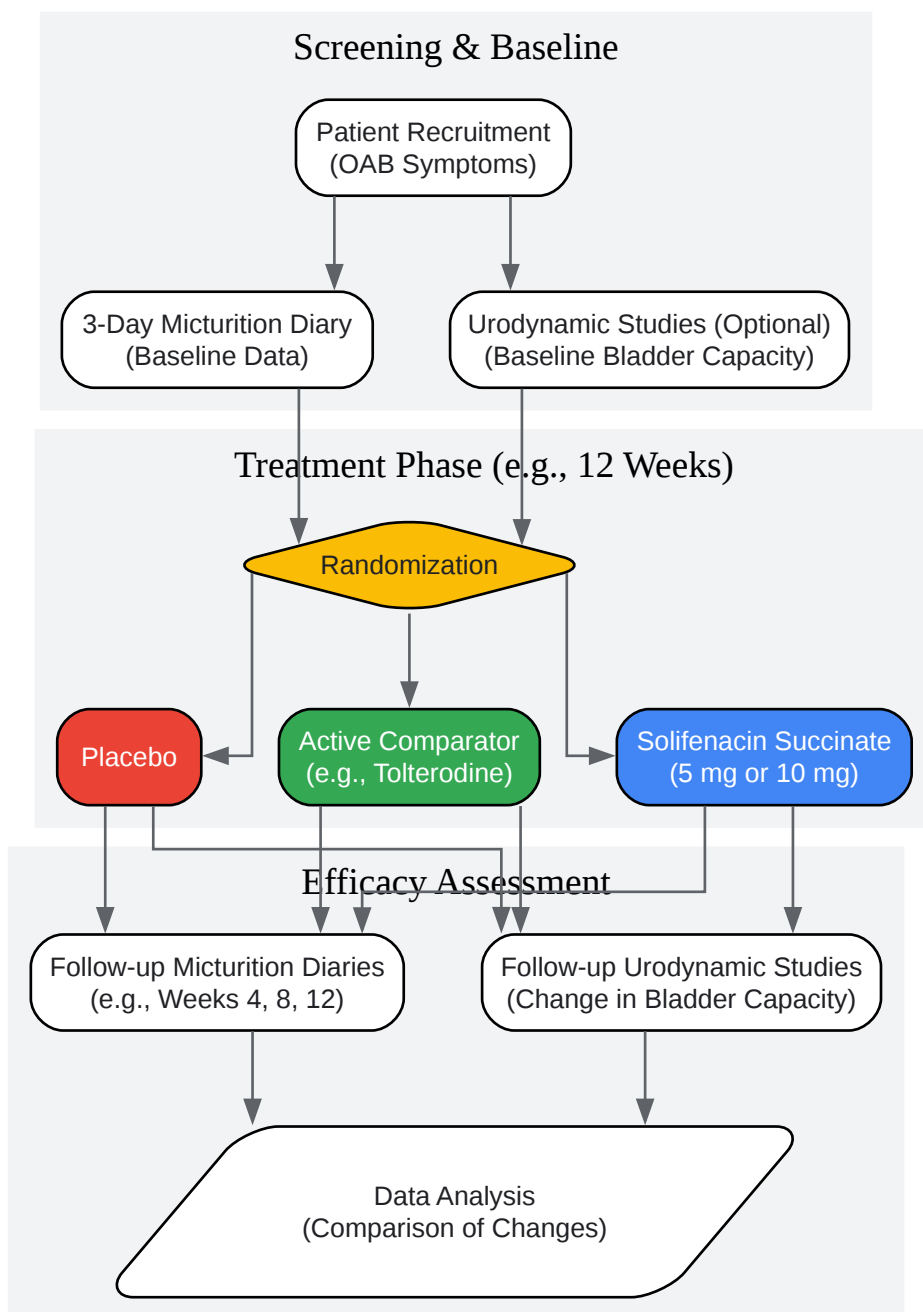 Screening & Baseline
Patient Recruitment
(OAB Symptoms)
3-Day Micturition Diary
(Baseline Data)
Urodynamic Studies (Optional)
(Baseline Bladder Capacity)
Treatment Phase (e.g., 12 Weeks)
Randomization
Placebo
Active Comparator
(e.g., Tolterodine)
Solifenacin Succinate
(5 mg or 10 mg)
Efficacy Assessment
Follow-up Micturition Diaries
(e.g., Weeks 4, 8, 12)
Follow-up Urodynamic Studies
(Change in Bladder Capacity)
Data Analysis
(Comparison of Changes)